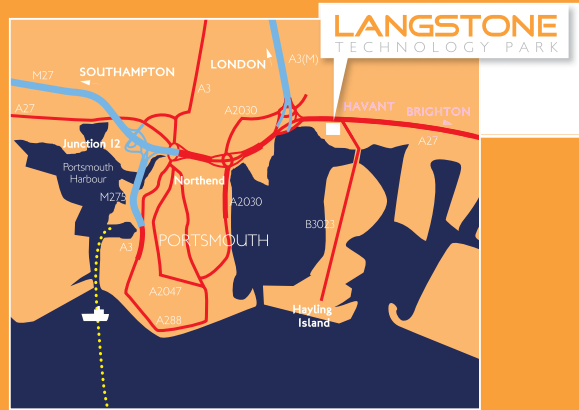 LANGSTONE
TECHNOLOGY PARK
LONDON
A3(M)
M27
SOUTHAMPTON
A3
A27
A2030
HAVANT
BRIGHTON
A27
Junction 12
Portsmouth
Harbour
Northend
M275
A2030
B3023
A3
PORTSMOUTH
A2047
A288
Hayling
Island